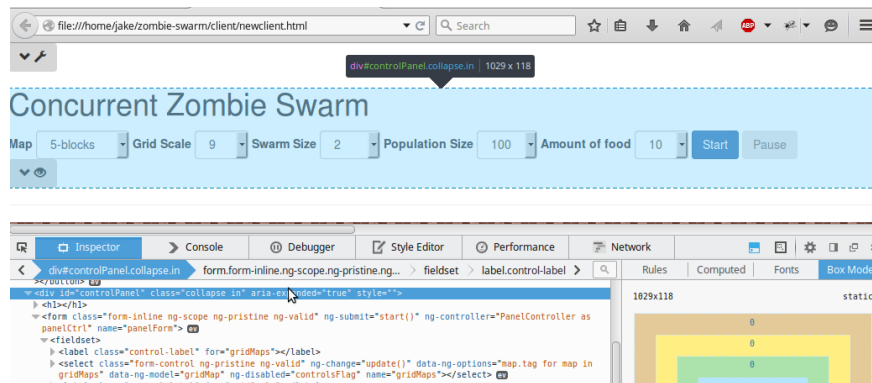 file:///home/jake/zombie-swarm/client/newclient.html Search ABP
div#controlPanel.collapse.in 1029 x 118
Concurrent Zombie Swarm
Map 5-blocks Grid Scale 9 Swarm Size 2 Population Size 100 Amount of food 10 Start Pause
Inspector Console Debugger Style Editor Performance Network
div#controlPanel.collapse.in form.form-inline.ng-scope.ng-pristine.ng... fieldset label.control-label Rules Computed Fonts Box Mode
></button> ev
<div id="controlPanel" class="collapse in" aria-expanded="true" style="">
<h1></h1>
<form class="form-inline ng-scope ng-pristine ng-valid" ng-submit="start()" ng-controller="PanelController as
panelCtrl" name="panelForm"> ev
<fieldset>
<label class="control-label" for="gridMaps"></label>
<select class="form-control ng-pristine ng-valid" ng-change="update()" data-ng-options="map.tag for map in
gridMaps" data-ng-model="gridMap" ng-disabled="controlsFlag" name="gridMaps"></select> ev
1029x118 static
0
0
0